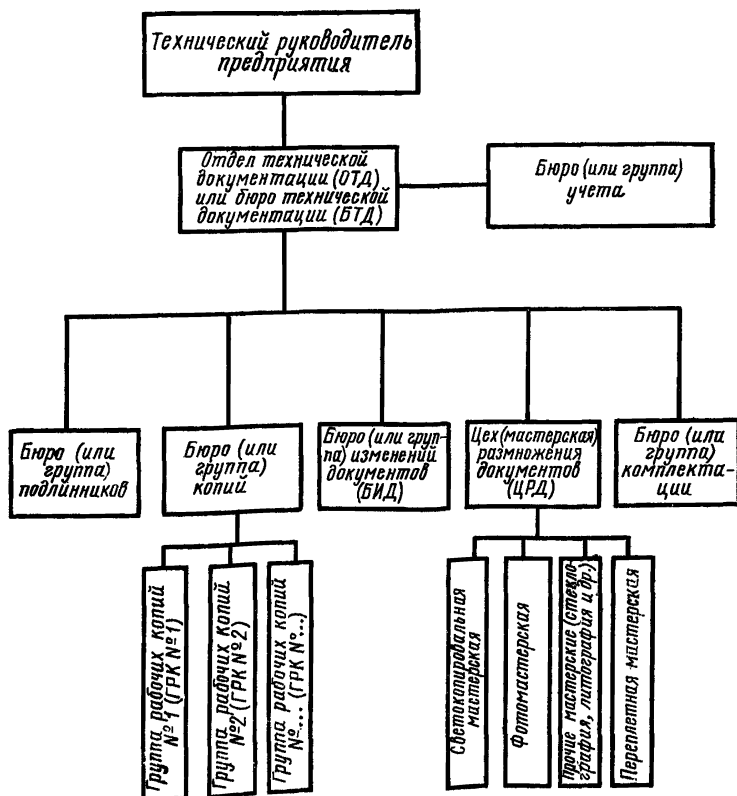 Технический руководитель
предприятия
Отдел технической
документации (ОТД)
или бюро технической
документации (БТД)
Бюро (или группа)
учета
Бюро (или
группа)
подлинников
Бюро (или
группа)
копий
Бюро (или груп-
па) изменений
документов
(БИД)
Цех (мастерская)
размножения
документов
(ЦРД)
Бюро (или
группа)
комплекта-
ции
Группа рабочих копий
№1 (ГРК №1)
Группа рабочих копий
№2 (ГРК №2)
Группа рабочих копий
№... (ГРК №...)
Светокопировальная
мастерская
Фотомастерская
Прочие мастерские (стекло-
графия, литография и др.)
Переплетная мастерская